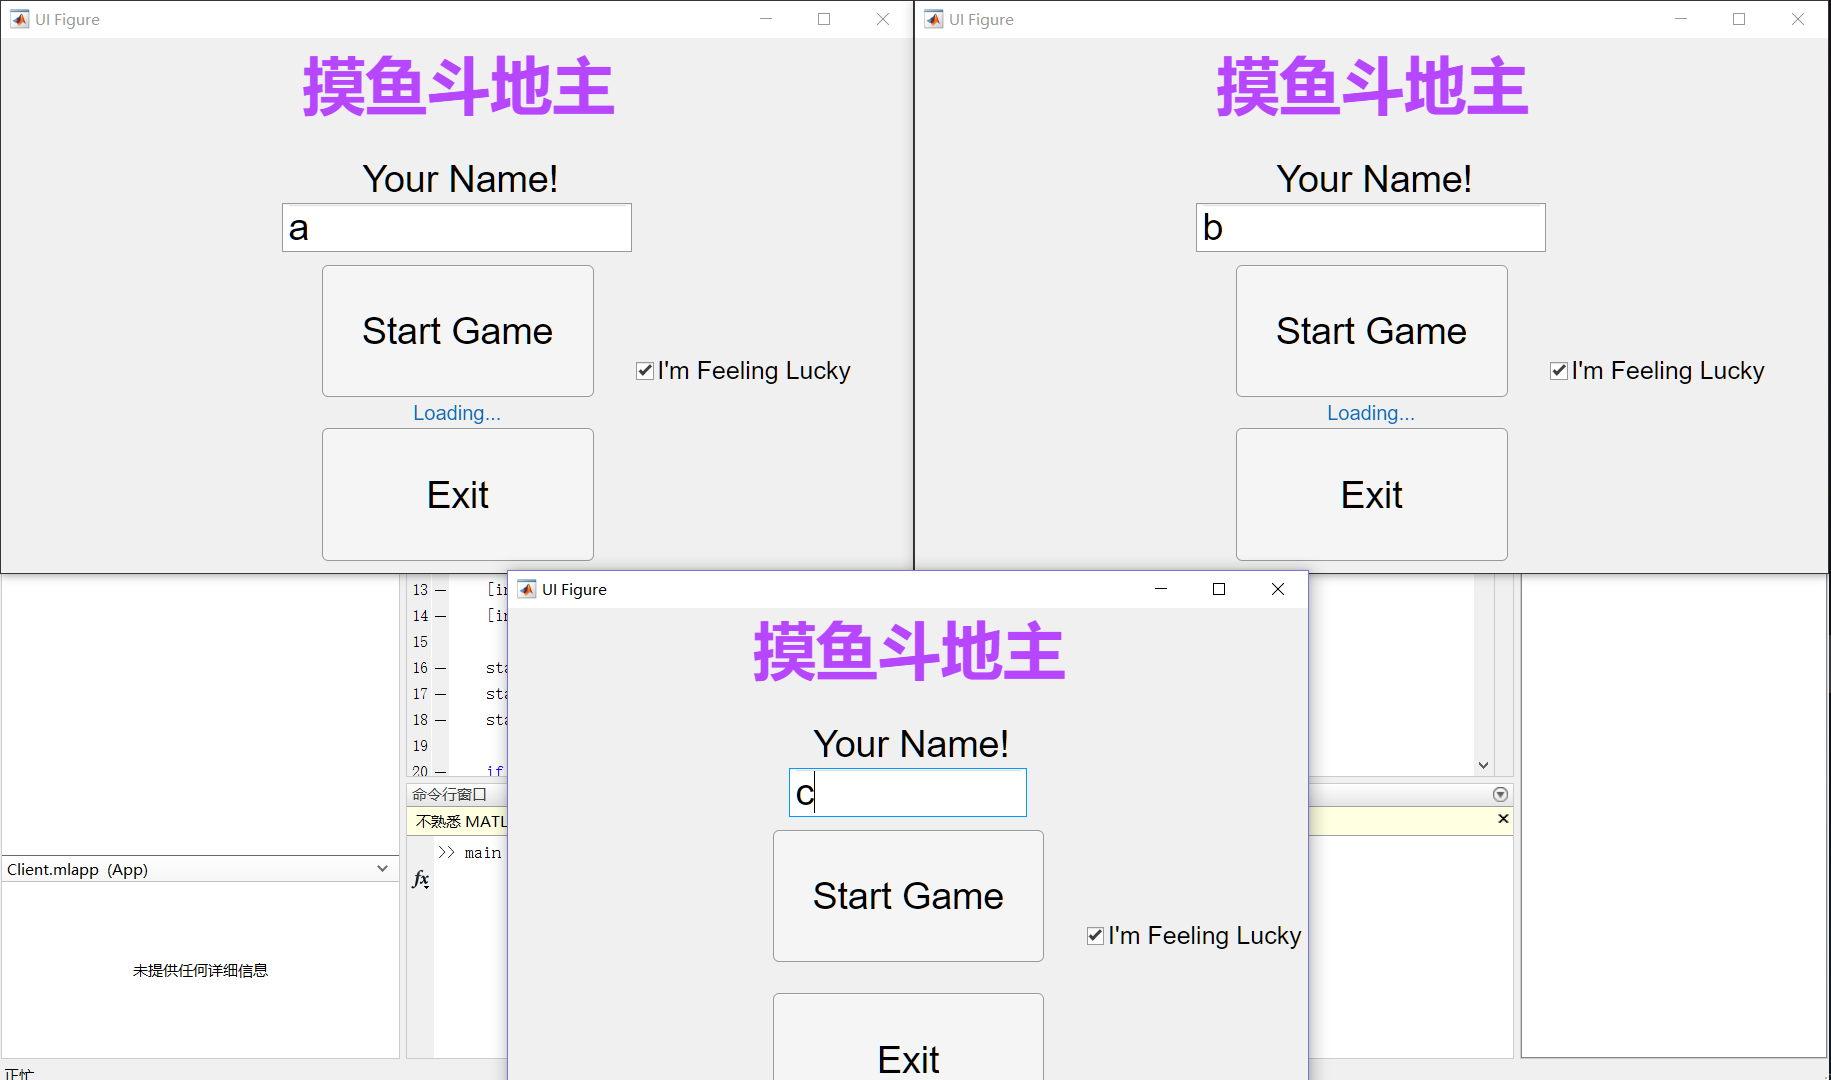 UI Figure
摸鱼斗地主
Your Name!
a
Start Game
I'm Feeling Lucky
Loading...
Exit
UI Figure
摸鱼斗地主
Your Name!
b
Start Game
I'm Feeling Lucky
Loading...
Exit
UI Figure
摸鱼斗地主
Your Name!
c
Start Game
I'm Feeling Lucky
Exit
13
14
15
16
17
18
19
20 if
命令行窗口
不熟悉 MATL
>> main
fx
Client.mlapp (App)
未提供任何详细信息
正忙